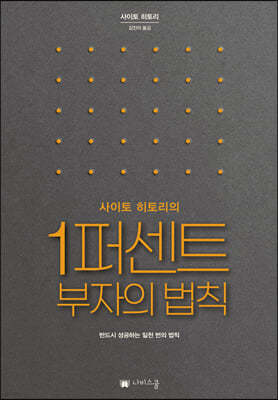 사이토 히토리
김진아 옮김
사이토 히토리의
1퍼센트
부자의 법칙
반드시 성공하는 일천 번의 법칙
나비스쿨